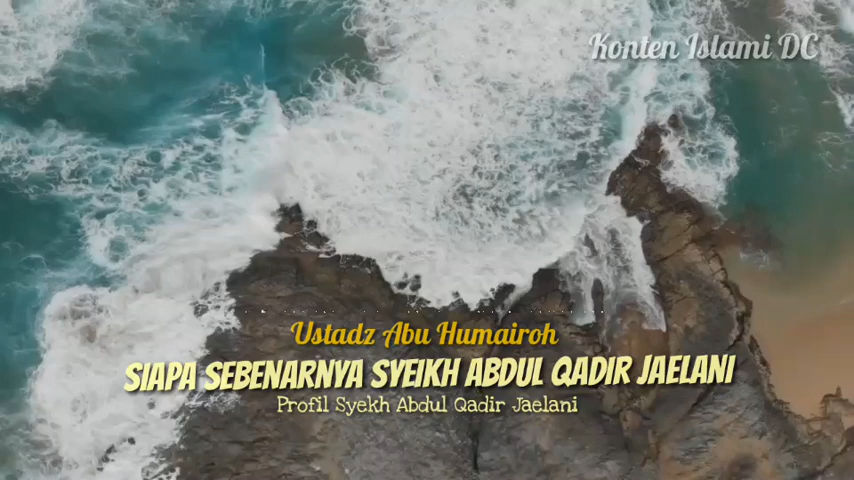 Konten Islami DC
Ustadz Abu Humairoh
SIAPA SEBENARNYA SYEIKH ABDUL QADIR JAELANI
Profil Syekh Abdul Qadir Jaelani